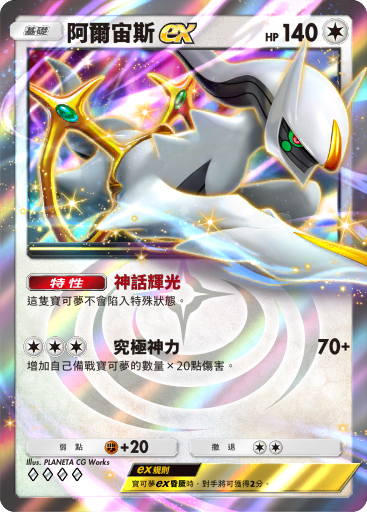 基礎 阿爾宙斯 ex HP 140
特性 神話輝光
這隻寶可夢不會陷入特殊狀態。
究極神力 70+
增加自己備戰寶可夢的數量×20點傷害。
弱點 +20 撤退
Illus. PLANETA CG Works
ex規則
寶可夢ex昏厥時，對手將可獲得2分。